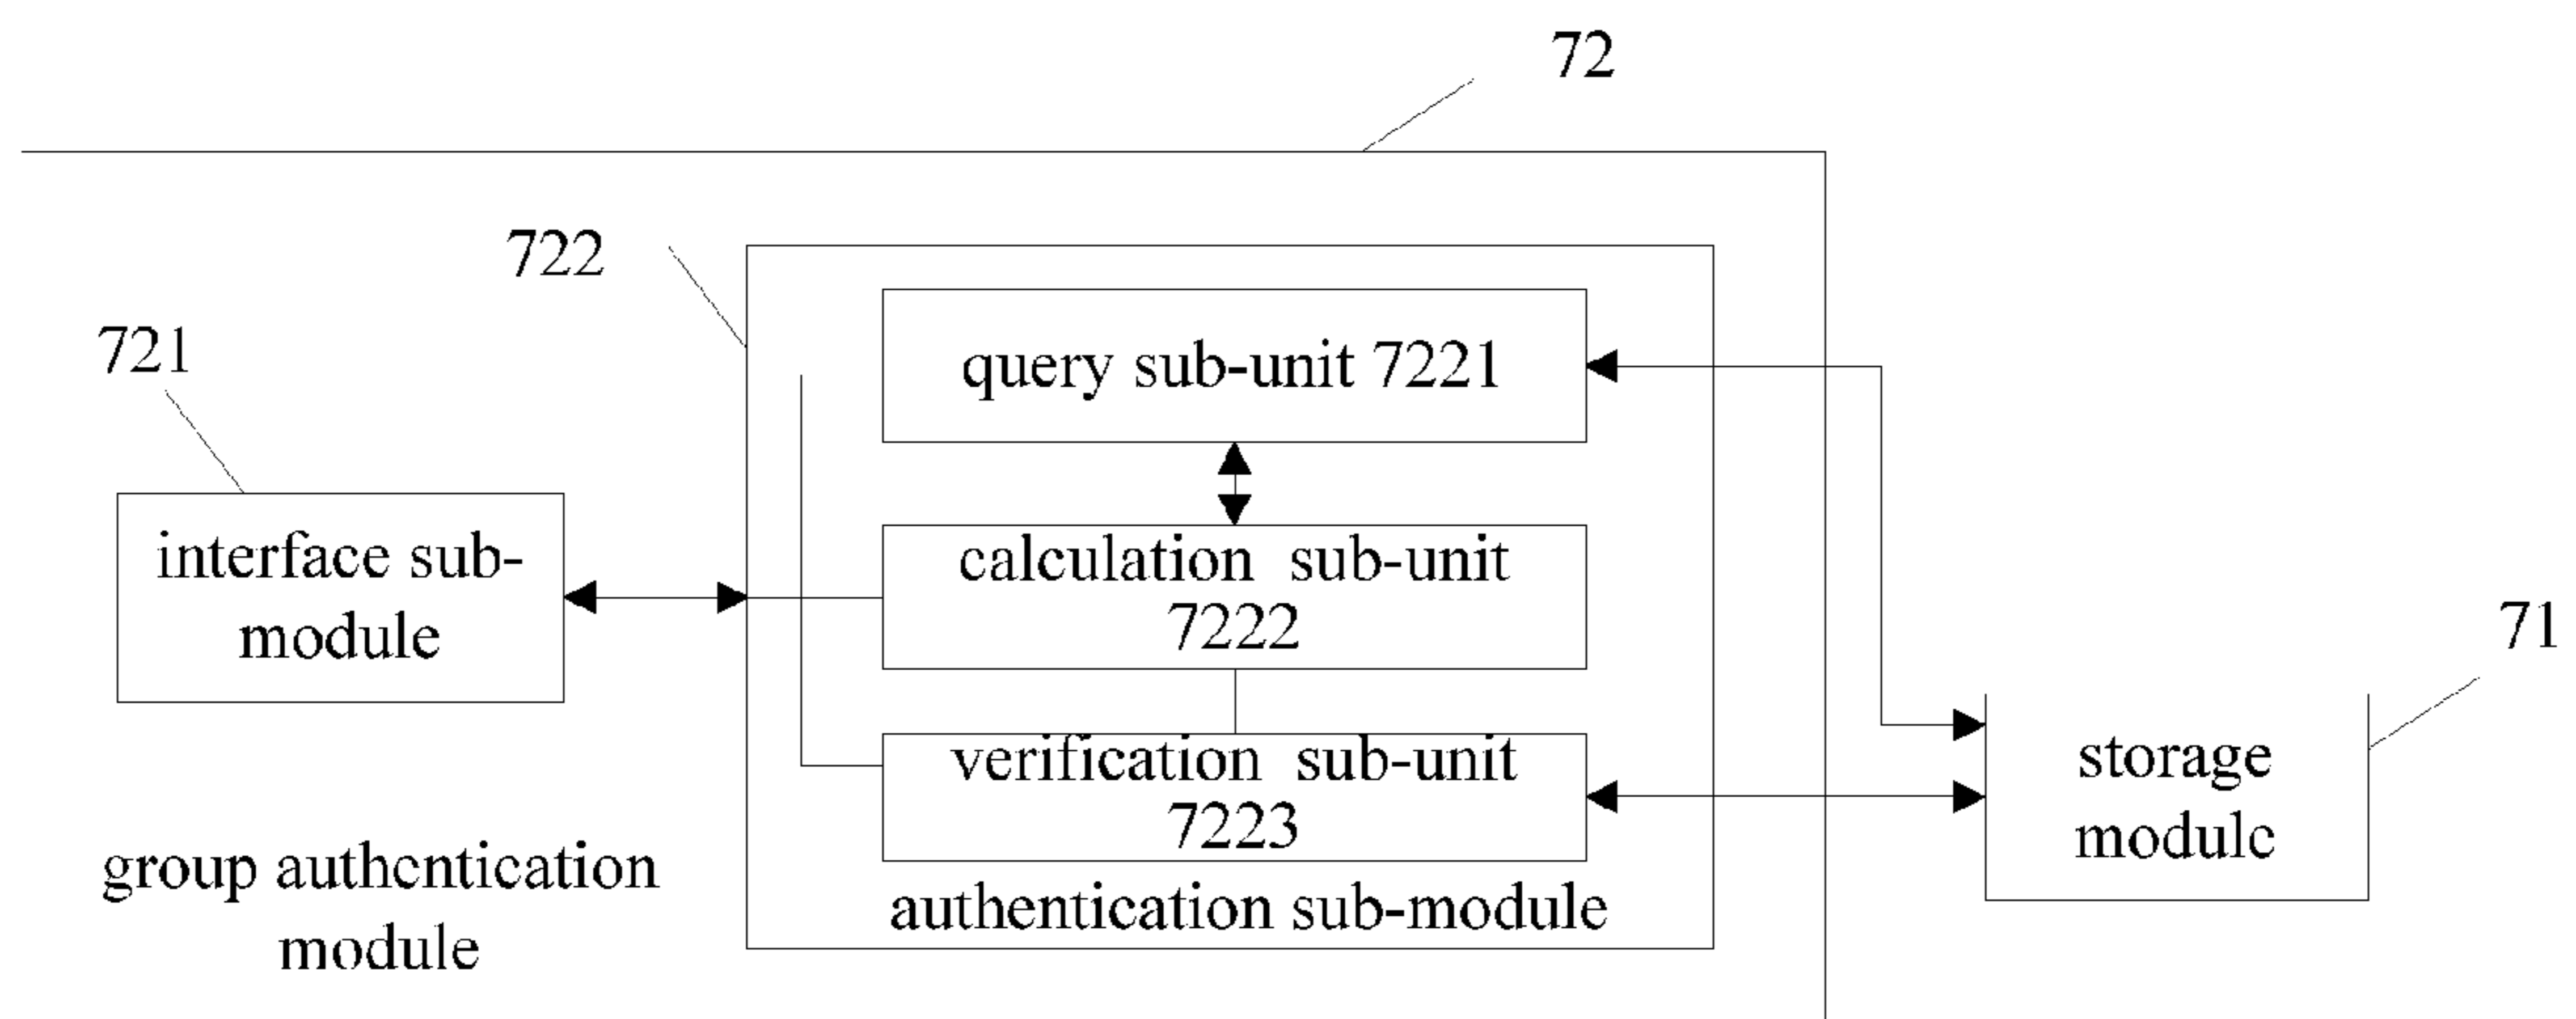 72
722
721
query sub-unit 7221
interface sub-
module
calculation sub-unit
7222
71
verification sub-unit
7223
storage
module
group authentication
module
authentication sub-module